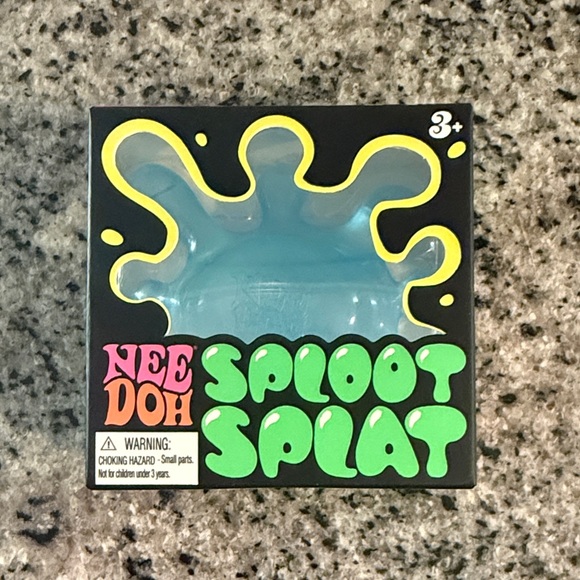 3+
NEE
DOH
SPLOOT
SPLAT
⚠ WARNING:
CHOKING HAZARD - Small parts.
Not for children under 3 years.